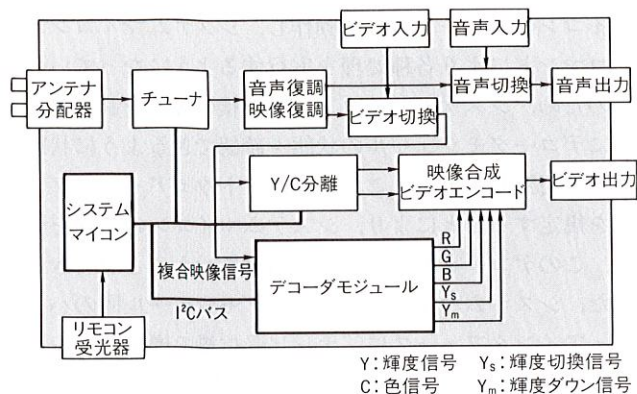 ビデオ入力
音声入力
アンテナ
分配器
チューナ
音声復調
映像復調
ビデオ切換
音声切換
音声出力
Y/C分離
映像合成
ビデオエンコード
ビデオ出力
システム
マイコン
複合映像信号
I²Cバス
デコーダモジュール
R
G
B
Ys
Ym
リモコン
受光器
Y:輝度信号 Ys:輝度切換信号
C:色信号 Ym:輝度ダウン信号